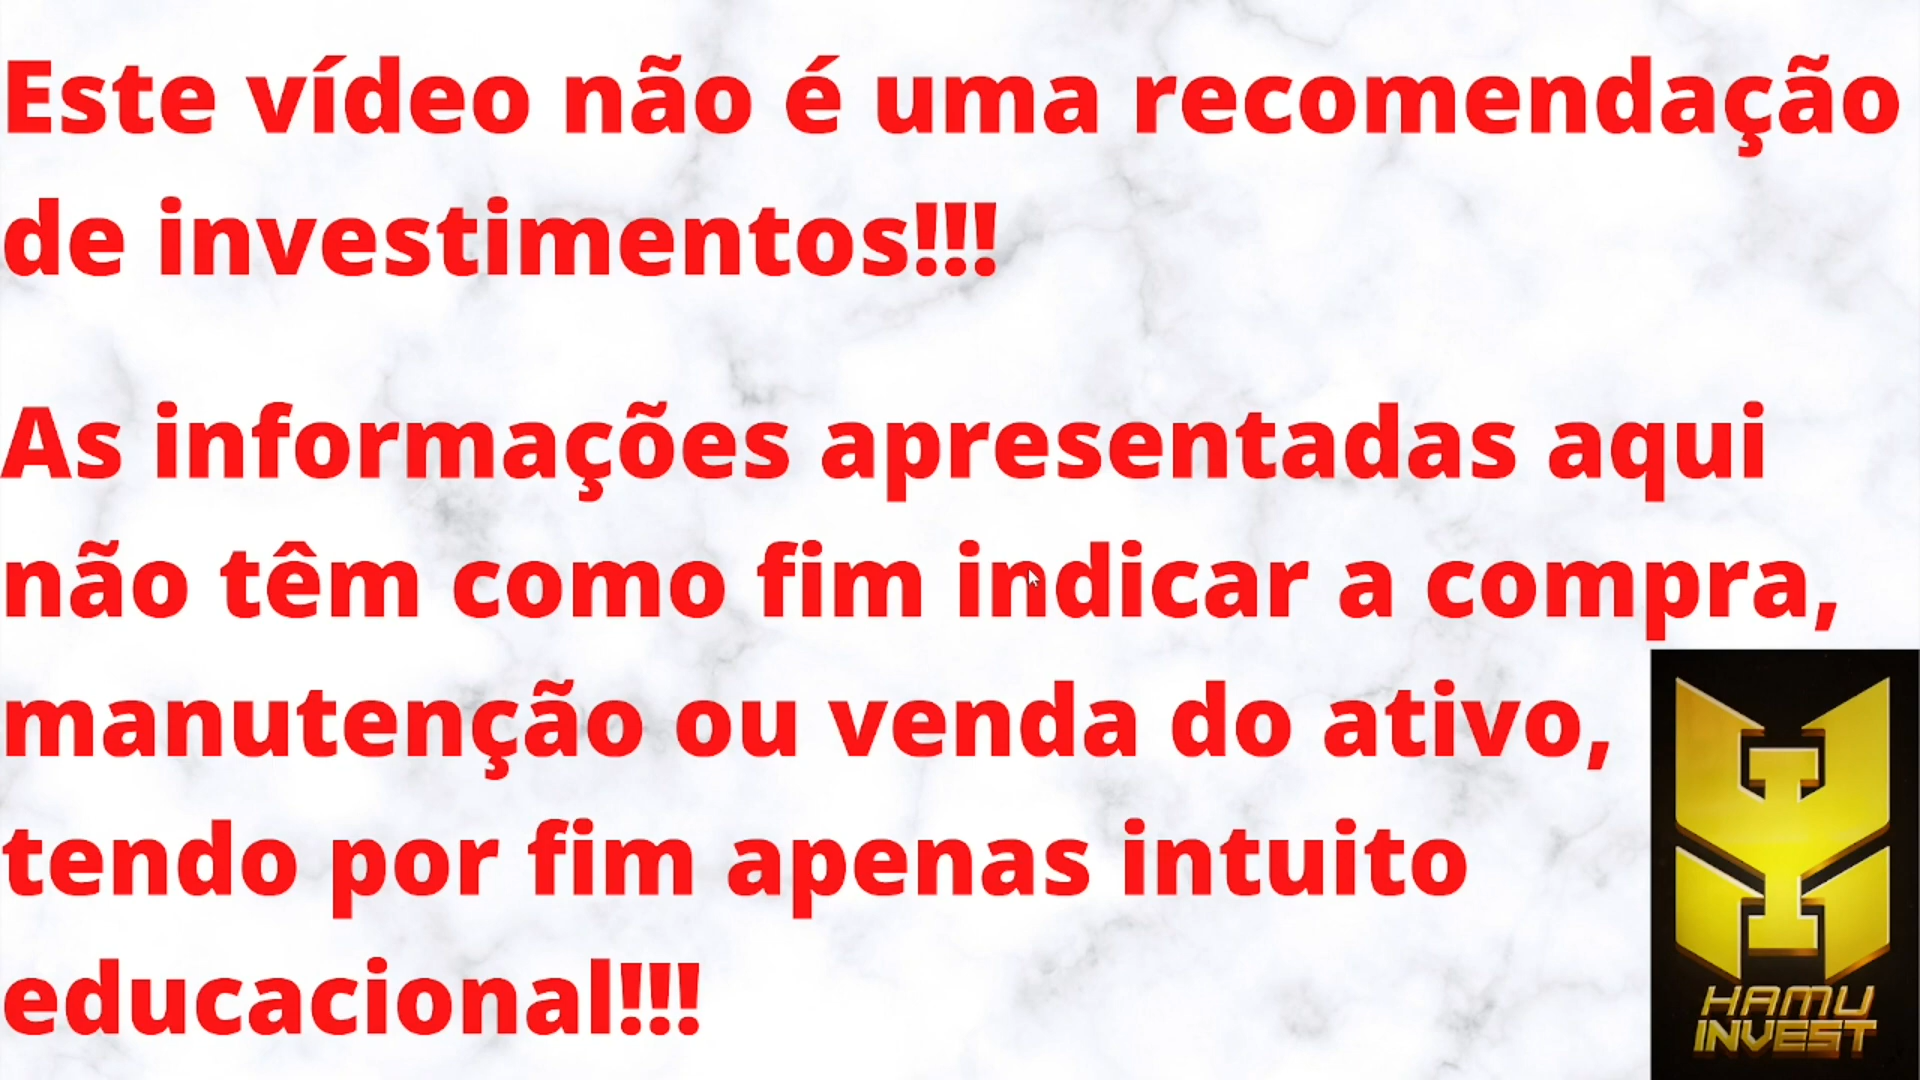 Este vídeo não é uma recomendação
de investimentos!!!
As informações apresentadas aqui
não têm como fim indicar a compra,
manutenção ou venda do ativo,
tendo por fim apenas intuito
educacional!!!
HAMU
INVEST